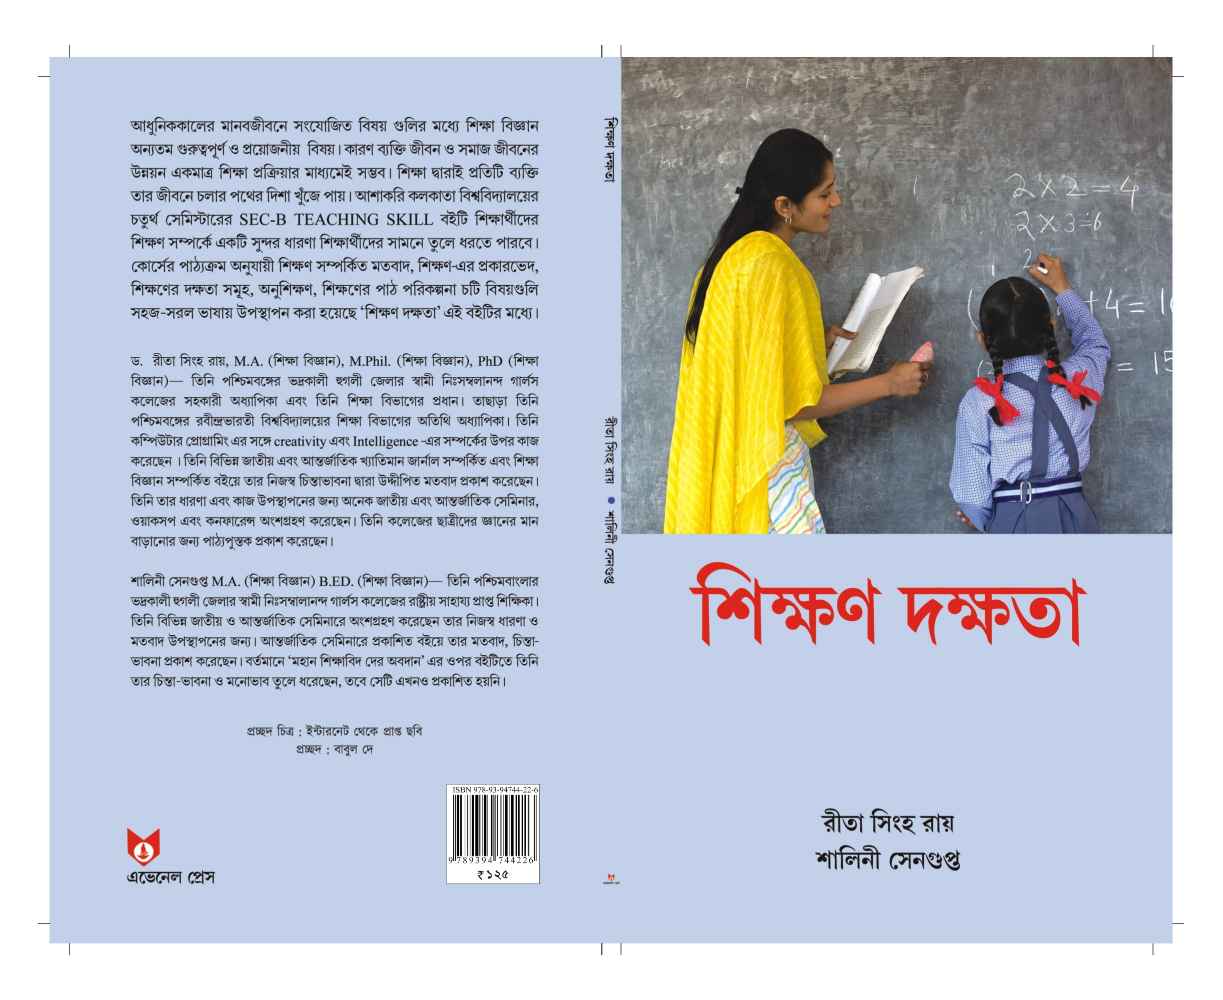 আধুনিককালের মানবজীবনে সংযোজিত বিষয় গুলির মধ্যে শিক্ষা বিজ্ঞান
অন্যতম গুরুত্বপূর্ণ ও প্রয়োজনীয় বিষয়। কারণ ব্যক্তি জীবন ও সমাজ জীবনের
উন্নয়ন একমাত্র শিক্ষা প্রক্রিয়ার মাধ্যমেই সম্ভব। শিক্ষা দ্বারাই প্রতিটি ব্যক্তি
তার জীবনে চলার পথের দিশা খুঁজে পায়। আশাকরি কলকাতা বিশ্ববিদ্যালয়ের
চতুর্থ সেমিস্টারের SEC-B TEACHING SKILL বইটি শিক্ষার্থীদের
শিক্ষণ সম্পর্কে একটি সুন্দর ধারণা শিক্ষার্থীদের সামনে তুলে ধরতে পারবে।
কোর্সের পাঠ্যক্রম অনুযায়ী শিক্ষণ সম্পর্কিত মতবাদ, শিক্ষণ-এর প্রকারভেদ,
শিক্ষণের দক্ষতা সমূহ, অনুশিক্ষণ, শিক্ষণের পাঠ পরিকল্পনা চটি বিষয়গুলি
সহজ-সরল ভাষায় উপস্থাপন করা হয়েছে ‘শিক্ষণ দক্ষতা’ এই বইটির মধ্যে।
ড. রীতা সিংহ রায়, M.A. (শিক্ষা বিজ্ঞান), M.Phil. (শিক্ষা বিজ্ঞান), PhD (শিক্ষা
বিজ্ঞান)— তিনি পশ্চিমবঙ্গের ভদ্রকালী হুগলী জেলার স্বামী নিঃসম্বলানন্দ গার্লস
কলেজের সহকারী অধ্যাপিকা এবং তিনি শিক্ষা বিভাগের প্রধান। তাছাড়া তিনি
পশ্চিমবঙ্গের রবীন্দ্রভারতী বিশ্ববিদ্যালয়ের শিক্ষা বিভাগের অতিথি অধ্যাপিকা। তিনি
কম্পিউটার প্রোগ্রামিং এর সঙ্গে creativity এবং Intelligence -এর সম্পর্কের উপর কাজ
করেছেন । তিনি বিভিন্ন জাতীয় এবং আন্তর্জাতিক খ্যাতিমান জার্নাল সম্পর্কিত এবং শিক্ষা
বিজ্ঞান সম্পর্কিত বইয়ে তার নিজস্ব চিন্তাভাবনা দ্বারা উদ্দীপিত মতবাদ প্রকাশ করেছেন।
তিনি তার ধারণা এবং কাজ উপস্থাপনের জন্য অনেক জাতীয় এবং আন্তর্জাতিক সেমিনার,
ওয়াকসপ এবং কনফারেন্স অংশগ্রহণ করেছেন। তিনি কলেজের ছাত্রীদের জ্ঞানের মান
বাড়ানোর জন্য পাঠ্যপুস্তক প্রকাশ করেছেন।
শালিনী সেনগুপ্ত M.A. (শিক্ষা বিজ্ঞান) B.ED. (শিক্ষা বিজ্ঞান)— তিনি পশ্চিমবাংলার
ভদ্রকালী হুগলী জেলার স্বামী নিঃসম্বালানন্দ গার্লস কলেজের রাষ্ট্রীয় সাহায্য প্রাপ্ত শিক্ষিকা।
তিনি বিভিন্ন জাতীয় ও আন্তর্জাতিক সেমিনারে অংশগ্রহণ করেছেন তার নিজস্ব ধারণা ও
মতবাদ উপস্থাপনের জন্য। আন্তর্জাতিক সেমিনারে প্রকাশিত বইয়ে তার মতবাদ, চিন্তা-
ভাবনা প্রকাশ করেছেন। বর্তমানে ‘মহান শিক্ষাবিদ দের অবদান’ এর ওপর বইটিতে তিনি
তার চিন্তা-ভাবনা ও মনোভাব তুলে ধরেছেন, তবে সেটি এখনও প্রকাশিত হয়নি।
প্রচ্ছদ চিত্র : ইন্টারনেট থেকে প্রাপ্ত ছবি
প্রচ্ছদ : বাবুল দে
এভেনেল প্রেস
ISBN 978-93-94744-22-6
9 789394 744226
₹ ১২৫
শিক্ষণ দক্ষতা
রীতা সিংহ রায় ● শালিনী সেনগুপ্ত
2 x 2 = 4
2 x 3 = 6
2
+ 4 = 16
= 15
শিক্ষণ দক্ষতা
রীতা সিংহ রায়
শালিনী সেনগুপ্ত